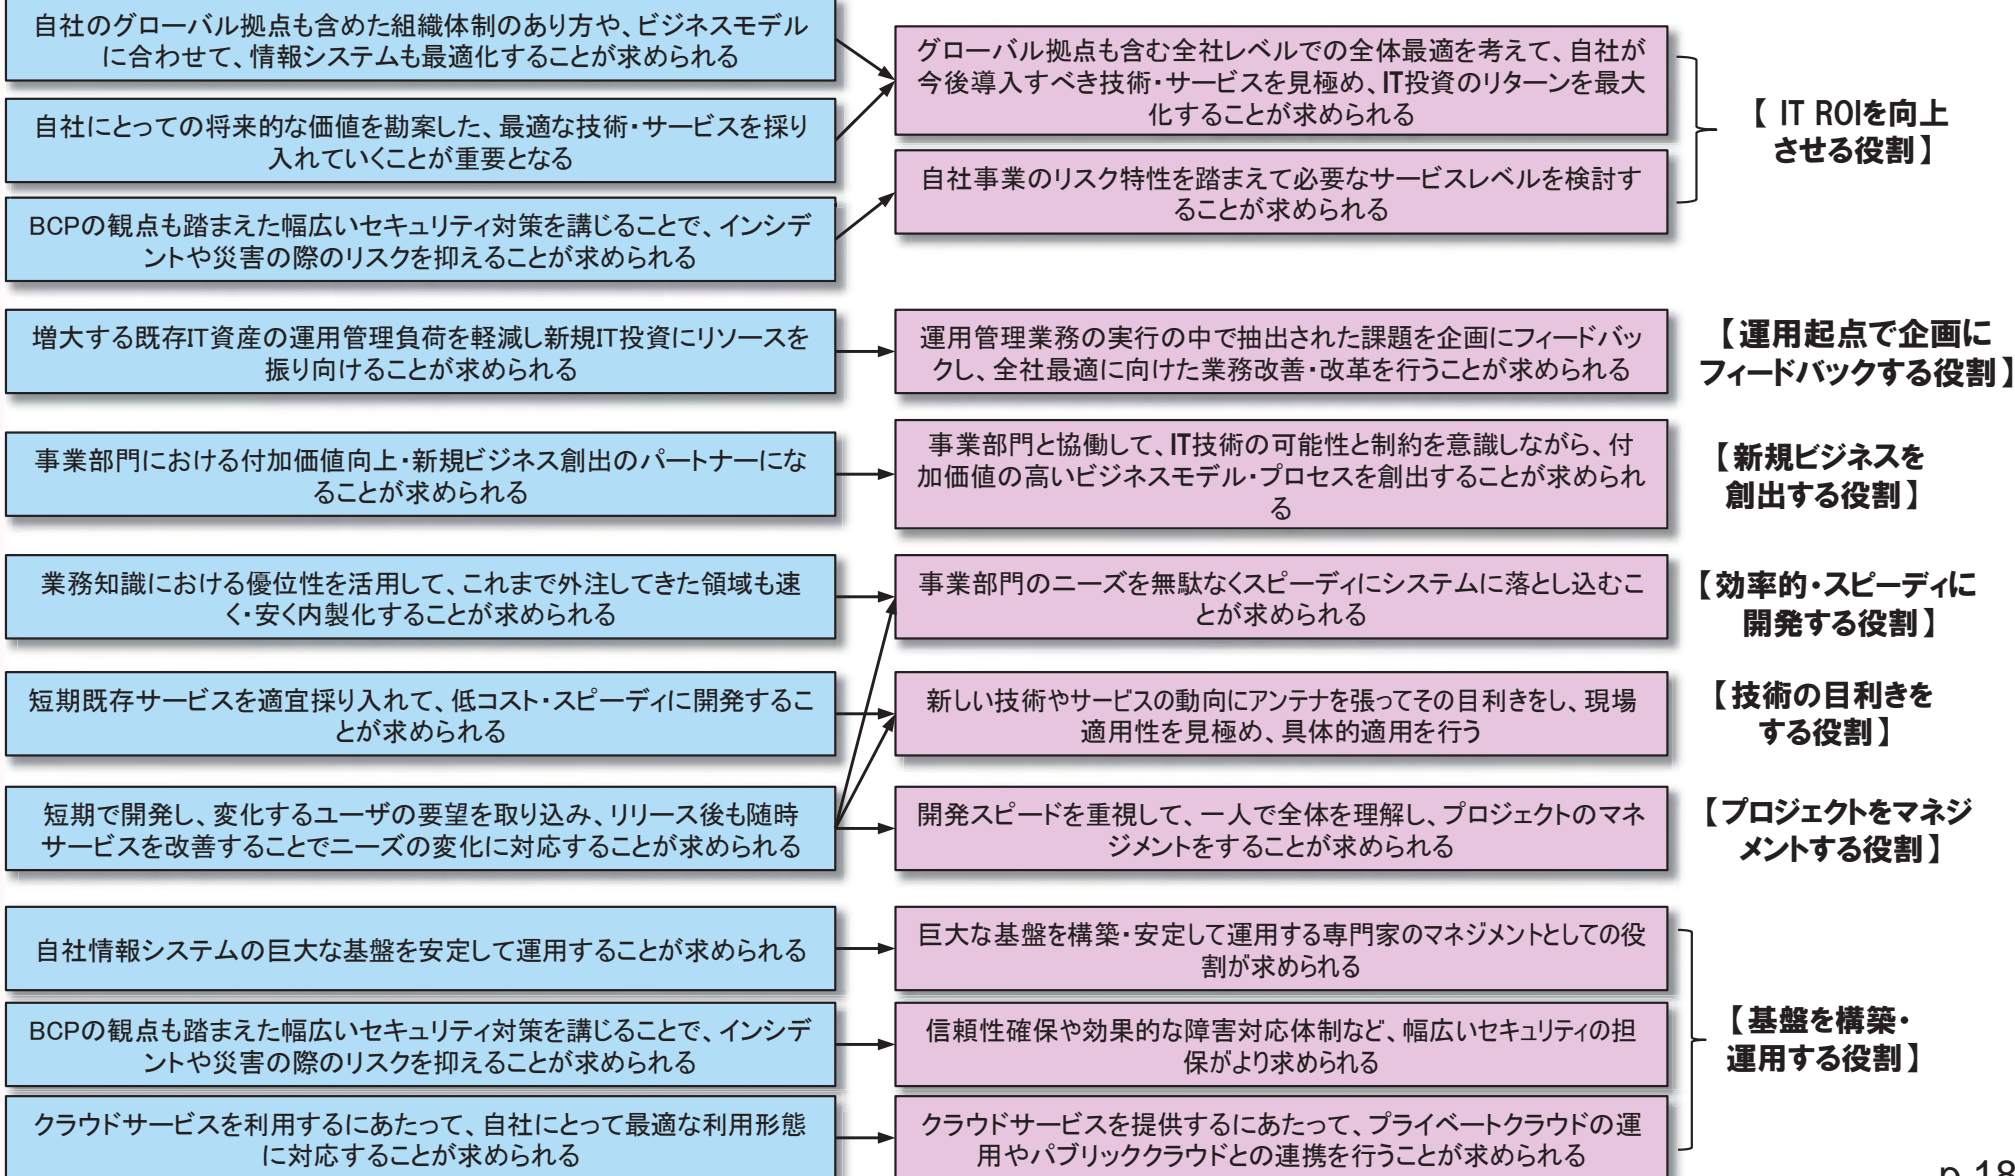 自社のグローバル拠点も含めた組織体制のあり方や、ビジネスモデル
に合わせて、情報システムも最適化することが求められる
自社にとっての将来的な価値を勘案した、最適な技術・サービスを採り
入れていくことが重要となる
BCPの観点も踏まえた幅広いセキュリティ対策を講じることで、インシデ
ントや災害の際のリスクを抑えることが求められる
グローバル拠点も含む全社レベルでの全体最適を考えて、自社が
今後導入すべき技術・サービスを見極め、IT投資のリターンを最大
化することが求められる
自社事業のリスク特性を踏まえて必要なサービスレベルを検討す
ることが求められる
【 IT ROIを向上
させる役割】
増大する既存IT資産の運用管理負荷を軽減し新規IT投資にリソースを
振り向けることが求められる
運用管理業務の実行の中で抽出された課題を企画にフィードバッ
クし、全社最適に向けた業務改善・改革を行うことが求められる
【運用起点で企画に
フィードバックする役割】
事業部門における付加価値向上・新規ビジネス創出のパートナーにな
ることが求められる
事業部門と協働して、IT技術の可能性と制約を意識しながら、付
加価値の高いビジネスモデル・プロセスを創出することが求められ
る
【新規ビジネスを
創出する役割】
業務知識における優位性を活用して、これまで外注してきた領域も速
く・安く内製化することが求められる
事業部門のニーズを無駄なくスピーディにシステムに落とし込むこ
とが求められる
【効率的・スピーディに
開発する役割】
短期既存サービスを適宜採り入れて、低コスト・スピーディに開発するこ
とが求められる
新しい技術やサービスの動向にアンテナを張ってその目利きをし、現場
適用性を見極め、具体的適用を行う
【技術の目利きを
する役割】
短期で開発し、変化するユーザの要望を取り込み、リリース後も随時
サービスを改善することでニーズの変化に対応することが求められる
開発スピードを重視して、一人で全体を理解し、プロジェクトのマネ
ジメントをすることが求められる
【プロジェクトをマネジ
メントする役割】
自社情報システムの巨大な基盤を安定して運用することが求められる
巨大な基盤を構築・安定して運用する専門家のマネジメントとしての役
割が求められる
BCPの観点も踏まえた幅広いセキュリティ対策を講じることで、インシデ
ントや災害の際のリスクを抑えることが求められる
信頼性確保や効果的な障害対応体制など、幅広いセキュリティの担
保がより求められる
クラウドサービスを利用するにあたって、自社にとって最適な利用形態
に対応することが求められる
クラウドサービスを提供するにあたって、プライベートクラウドの運
用やパブリッククラウドとの連携を行うことが求められる
【基盤を構築・
運用する役割】
p.18